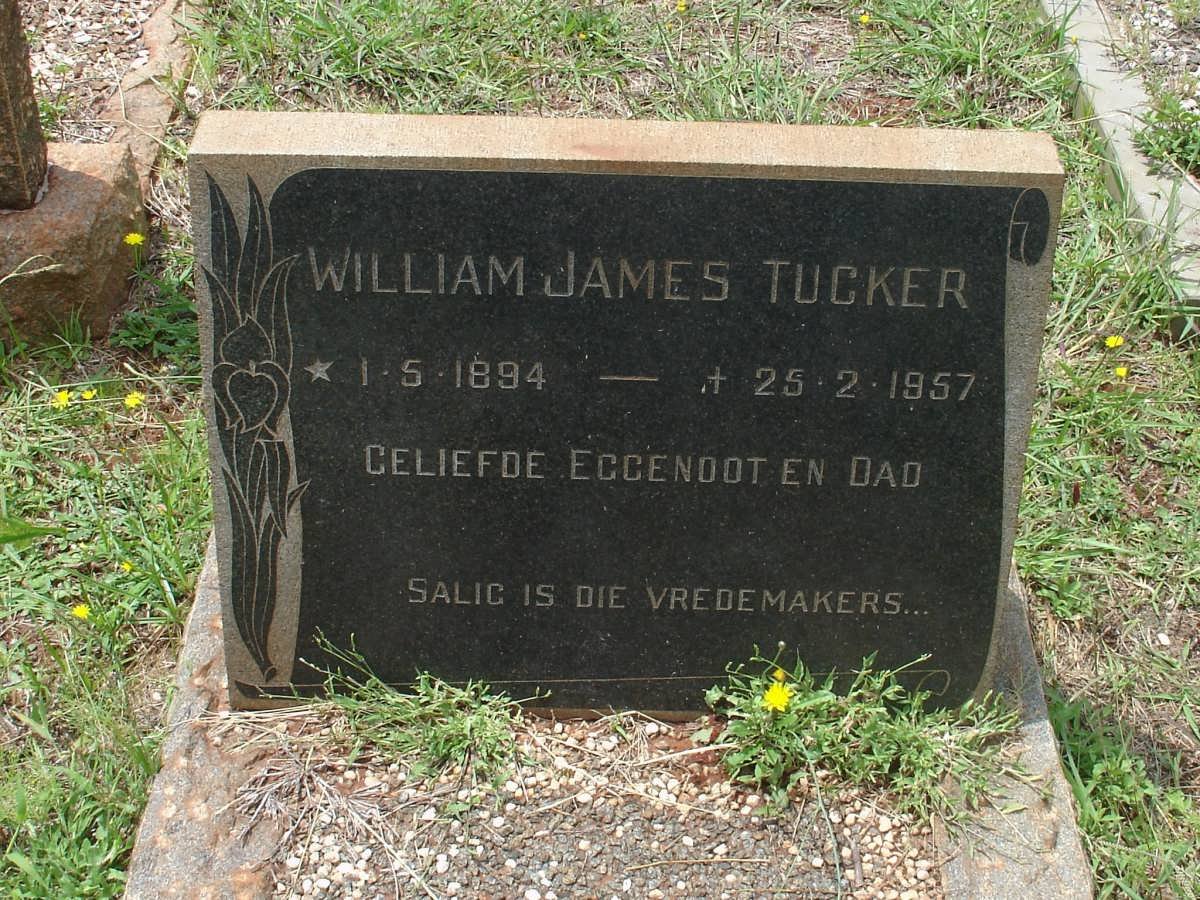 WILLIAM JAMES TUCKER
★ 1·5·1894 — ✝ 25·2·1957
GELIEFDE EGGENOOT EN DAD
SALIG IS DIE VREDEMAKERS...